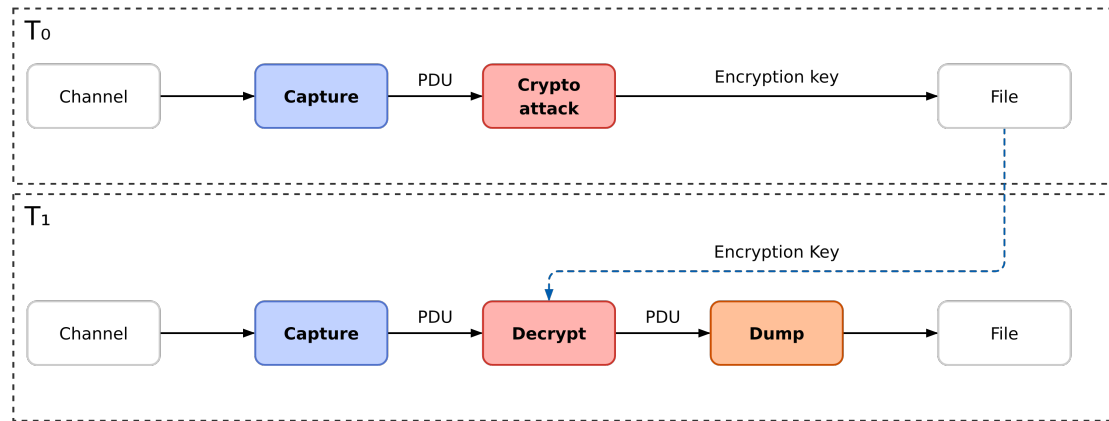 T₀
Channel
Capture
PDU
Crypto
attack
Encryption key
File
T₁
Encryption Key
Channel
Capture
PDU
Decrypt
PDU
Dump
File